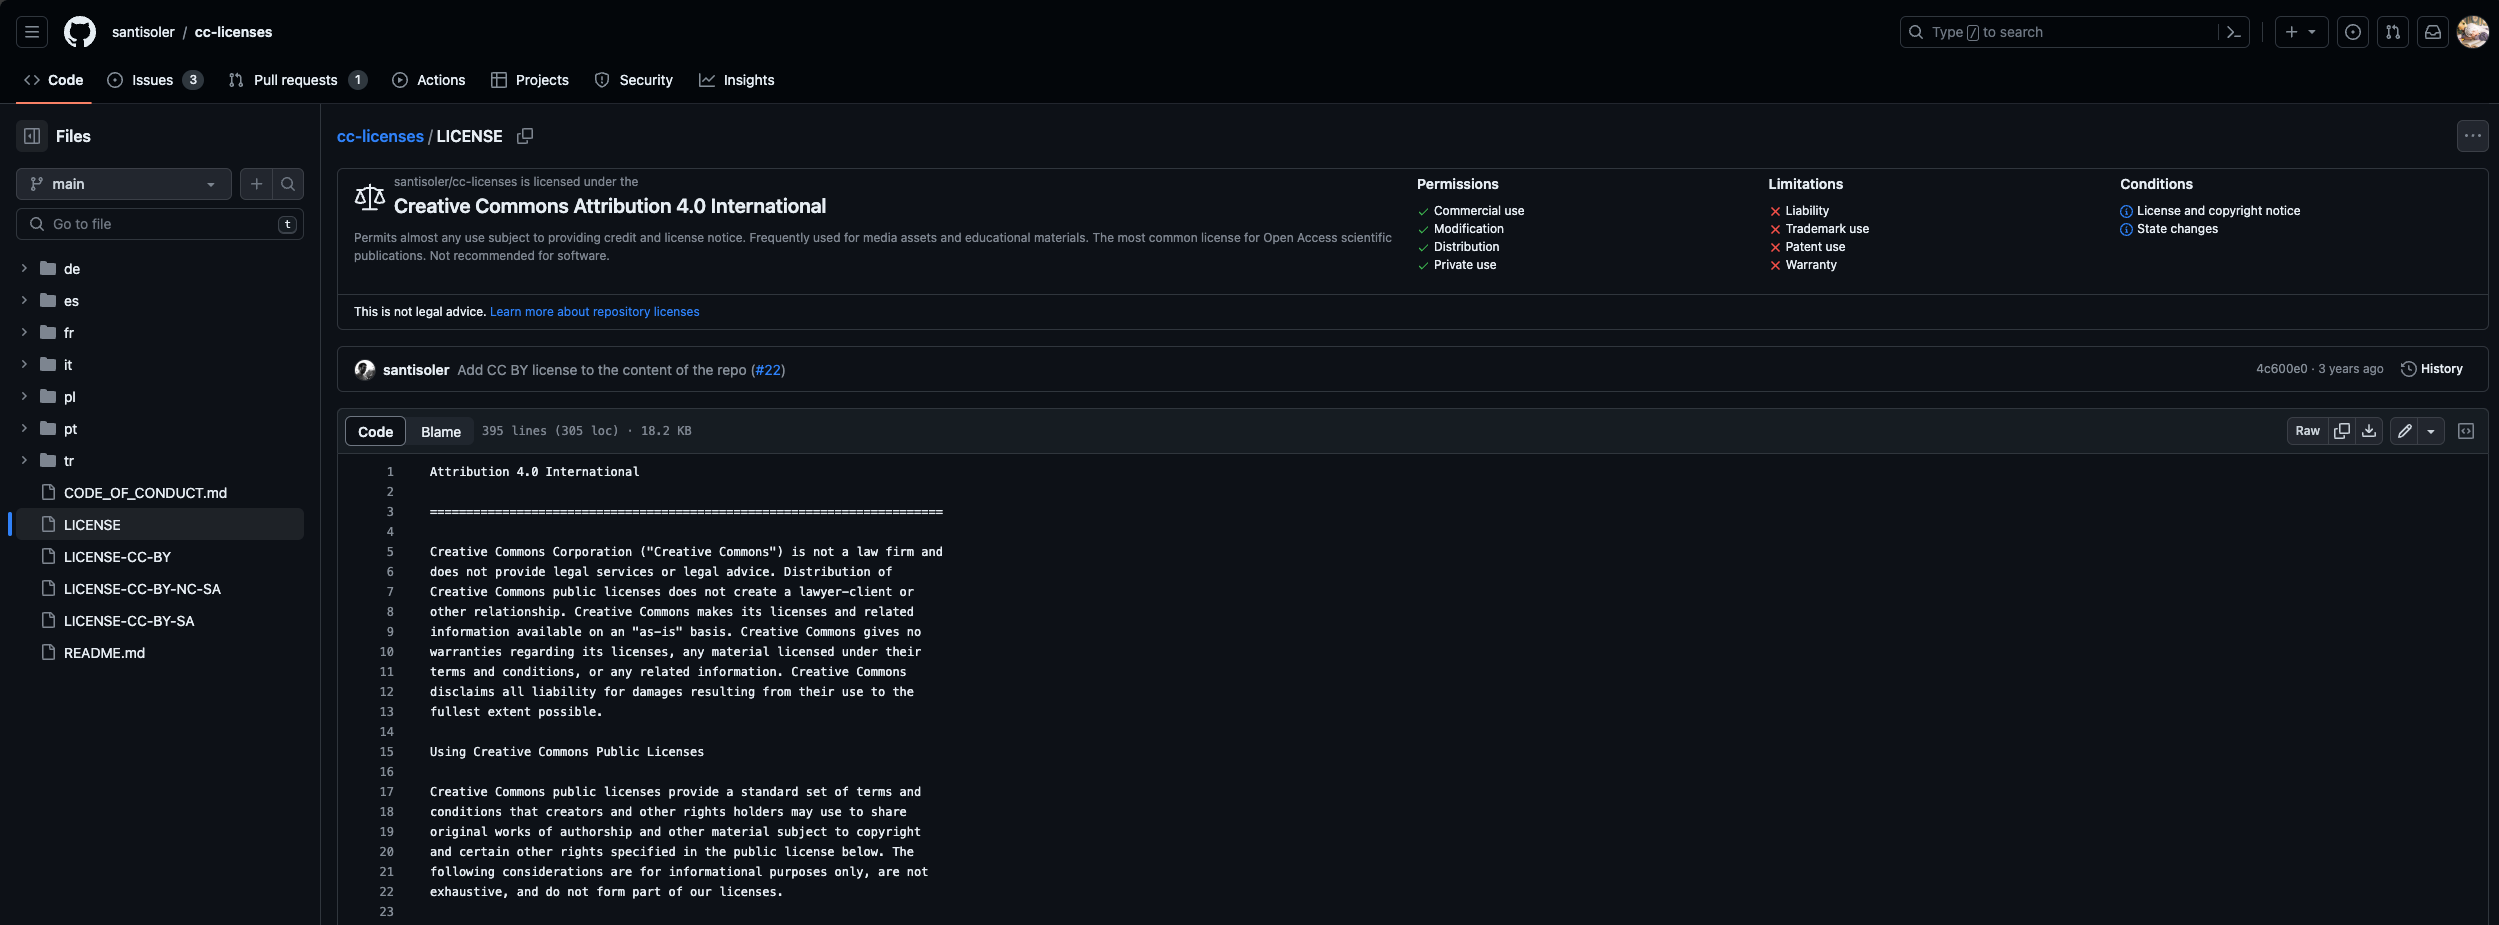 santisoler / cc-licenses
Type / to search
Code
Issues 3
Pull requests 1
Actions
Projects
Security
Insights
Files
main
Go to file
t
de
es
fr
it
pl
pt
tr
CODE_OF_CONDUCT.md
LICENSE
LICENSE-CC-BY
LICENSE-CC-BY-NC-SA
LICENSE-CC-BY-SA
README.md
cc-licenses / LICENSE
santisoler/cc-licenses is licensed under the
Creative Commons Attribution 4.0 International
Permits almost any use subject to providing credit and license notice. Frequently used for media assets and educational materials. The most common license for Open Access scientific
publications. Not recommended for software.
Permissions
Commercial use
Modification
Distribution
Private use
Limitations
Liability
Trademark use
Patent use
Warranty
Conditions
License and copyright notice
State changes
This is not legal advice. Learn more about repository licenses
santisoler Add CC BY license to the content of the repo (#22)
4c600e0 · 3 years ago
History
Code
Blame
395 lines (305 loc) · 18.2 KB
Raw
1 Attribution 4.0 International
2
3 =======================================================================
4
5 Creative Commons Corporation ("Creative Commons") is not a law firm and
6 does not provide legal services or legal advice. Distribution of
7 Creative Commons public licenses does not create a lawyer-client or
8 other relationship. Creative Commons makes its licenses and related
9 information available on an "as-is" basis. Creative Commons gives no
10 warranties regarding its licenses, any material licensed under their
11 terms and conditions, or any related information. Creative Commons
12 disclaims all liability for damages resulting from their use to the
13 fullest extent possible.
14
15 Using Creative Commons Public Licenses
16
17 Creative Commons public licenses provide a standard set of terms and
18 conditions that creators and other rights holders may use to share
19 original works of authorship and other material subject to copyright
20 and certain other rights specified in the public license below. The
21 following considerations are for informational purposes only, are not
22 exhaustive, and do not form part of our licenses.
23